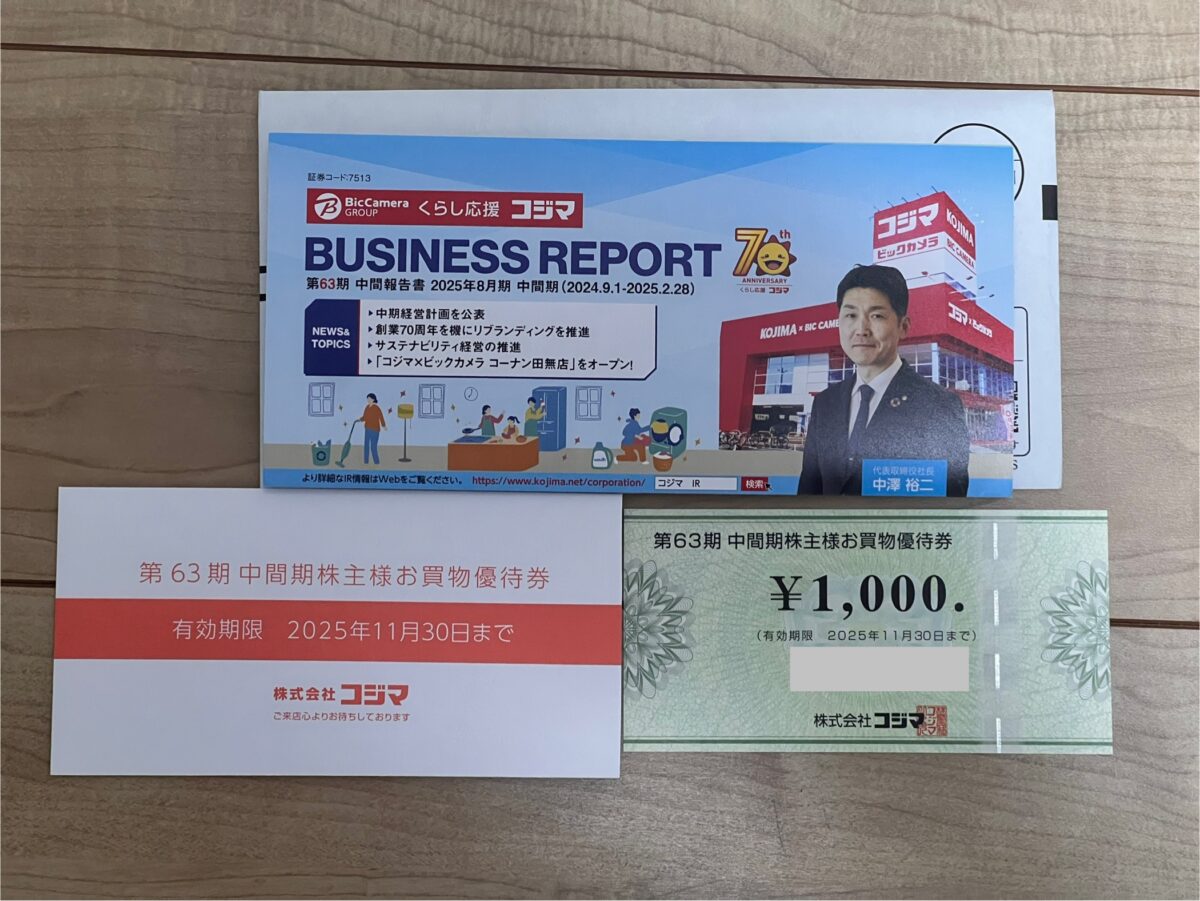 証券コード:7513
BicCamera GROUP くらし応援 コジマ
BUSINESS REPORT
70th ANNIVERSARY
くらし応援 コジマ
第63期 中間報告書 2025年8月期 中間期(2024.9.1-2025.2.28)
NEWS& TOPICS
▶中期経営計画を公表
▶創業70周年を機にリブランディングを推進
▶サステナビリティ経営の推進
▶「コジマ×ビックカメラ コーナン田無店」をオープン!
コジマ
ビックカメラ
KOJIMA
BIC CAMERA
KOJIMA × BIC CAME
コジマ×ビックカメラ
代表取締役社長
中澤 裕二
より詳細なIR情報はWebをご覧ください。 https://www.kojima.net/corporation/ コジマ IR 検索
第63期 中間期株主様お買物優待券
有効期限 2025年11月30日まで
株式会社コジマ
ご来店心よりお待ちしております
第63期 中間期株主様お買物優待券
¥1,000.
(有効期限 2025年11月30日まで)
株式会社コジマ